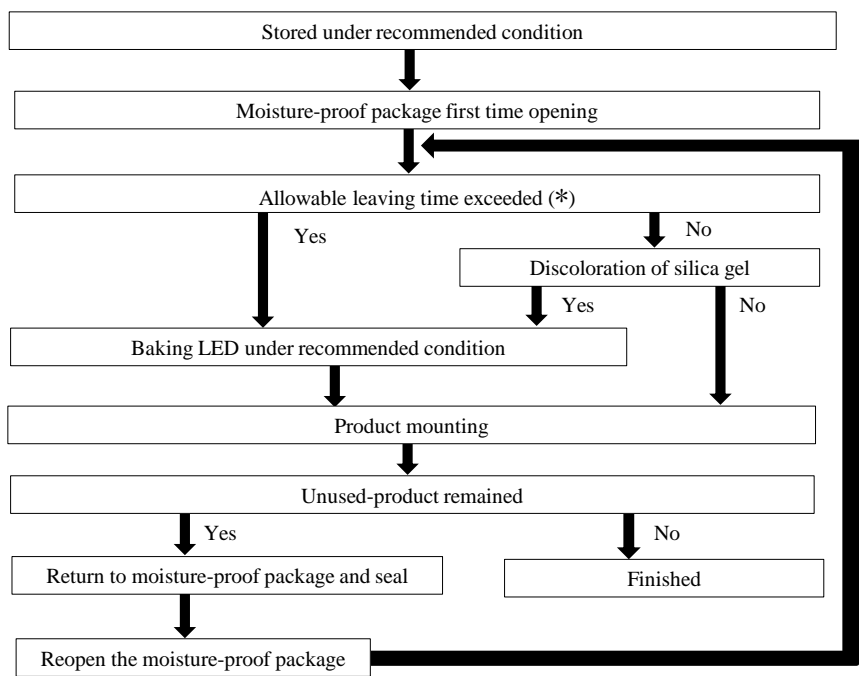 Stored under recommended condition
Moisture-proof package first time opening
Allowable leaving time exceeded (*)
Yes
No
Discoloration of silica gel
Yes
No
Baking LED under recommended condition
Product mounting
Unused-product remained
Yes
No
Return to moisture-proof package and seal
Finished
Reopen the moisture-proof package